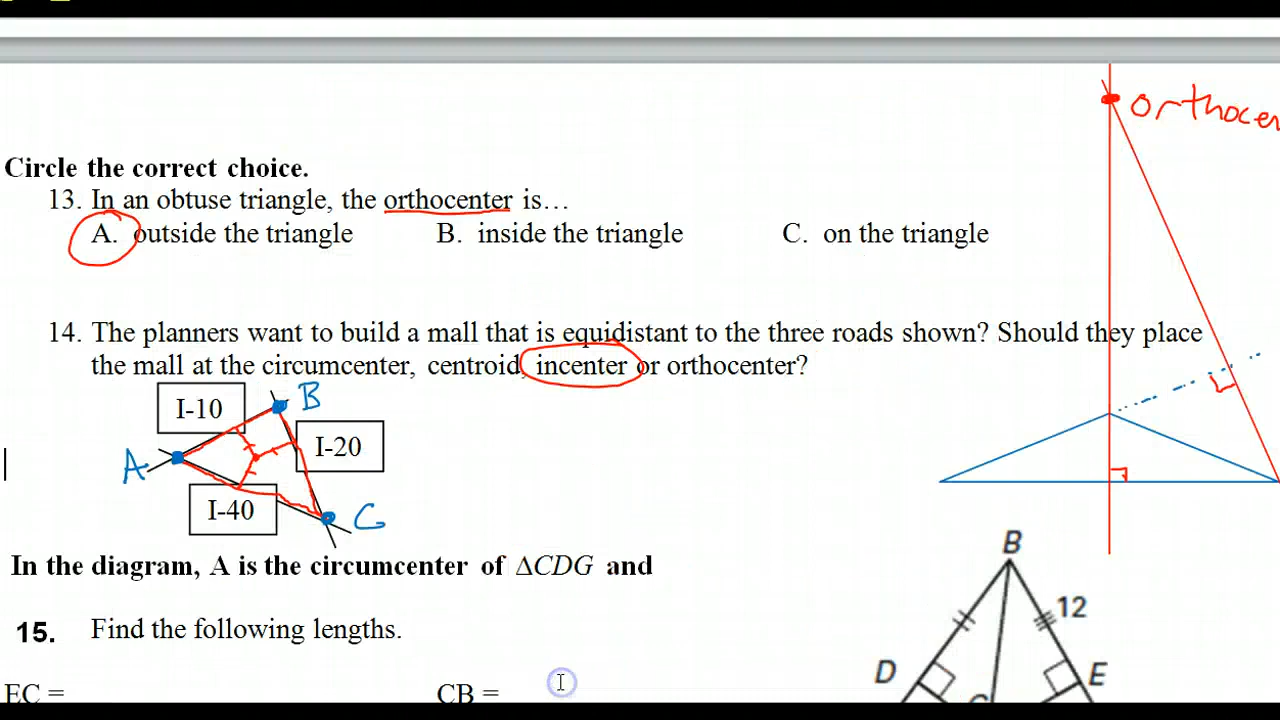 orthocen
Circle the correct choice.
13. In an obtuse triangle, the orthocenter is…
A. outside the triangle B. inside the triangle C. on the triangle
14. The planners want to build a mall that is equidistant to the three roads shown? Should they place
the mall at the circumcenter, centroid, incenter or orthocenter?
I-10
B
A
I-20
I-40
C
In the diagram, A is the circumcenter of ΔCDG and
B
12
15. Find the following lengths.
D
E
EC =
CB =